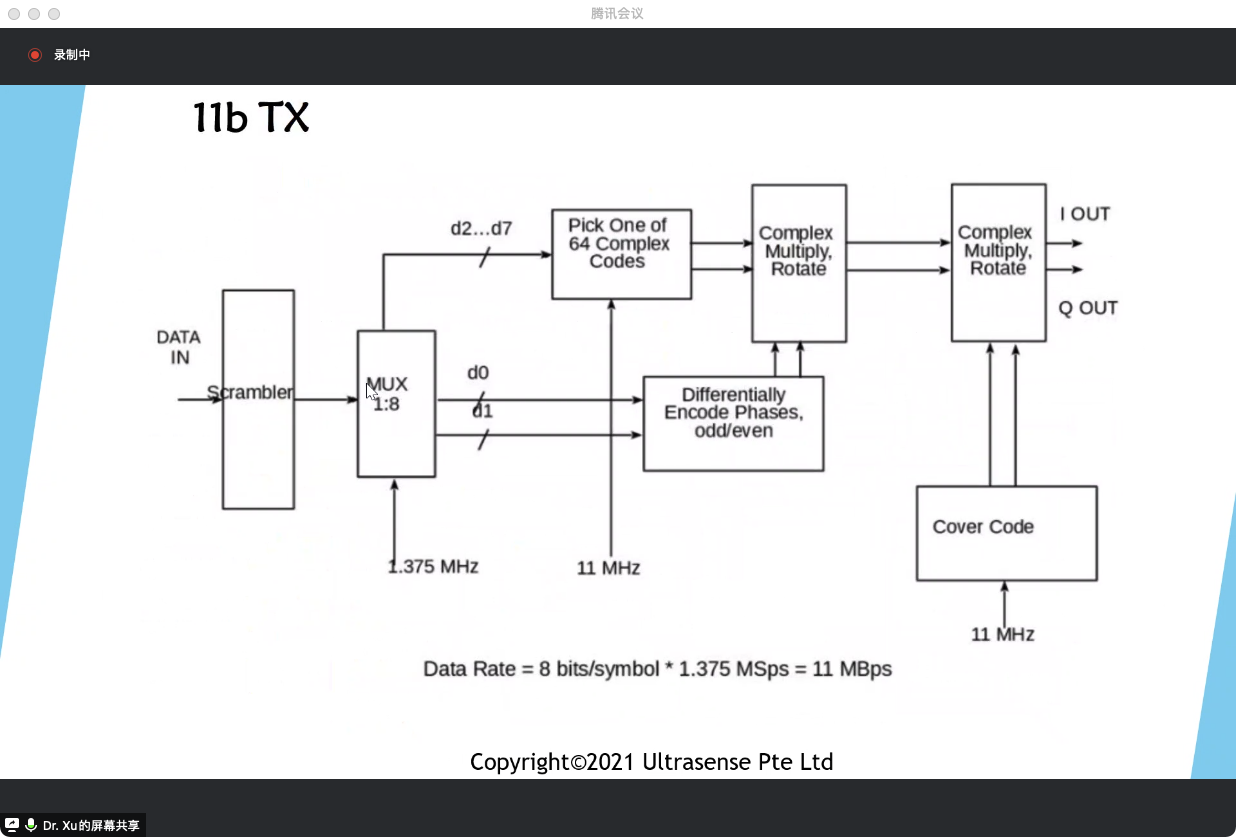 腾讯会议
录制中
11b TX
DATA
IN
Scrambler
MUX
1:8
1.375 MHz
d2...d7
d0
d1
Pick One of
64 Complex
Codes
11 MHz
Differentially
Encode Phases,
odd/even
Complex
Multiply,
Rotate
Complex
Multiply,
Rotate
I OUT
Q OUT
Cover Code
11 MHz
Data Rate = 8 bits/symbol * 1.375 MSps = 11 MBps
Copyright©2021 Ultrasense Pte Ltd
Dr. Xu的屏幕共享